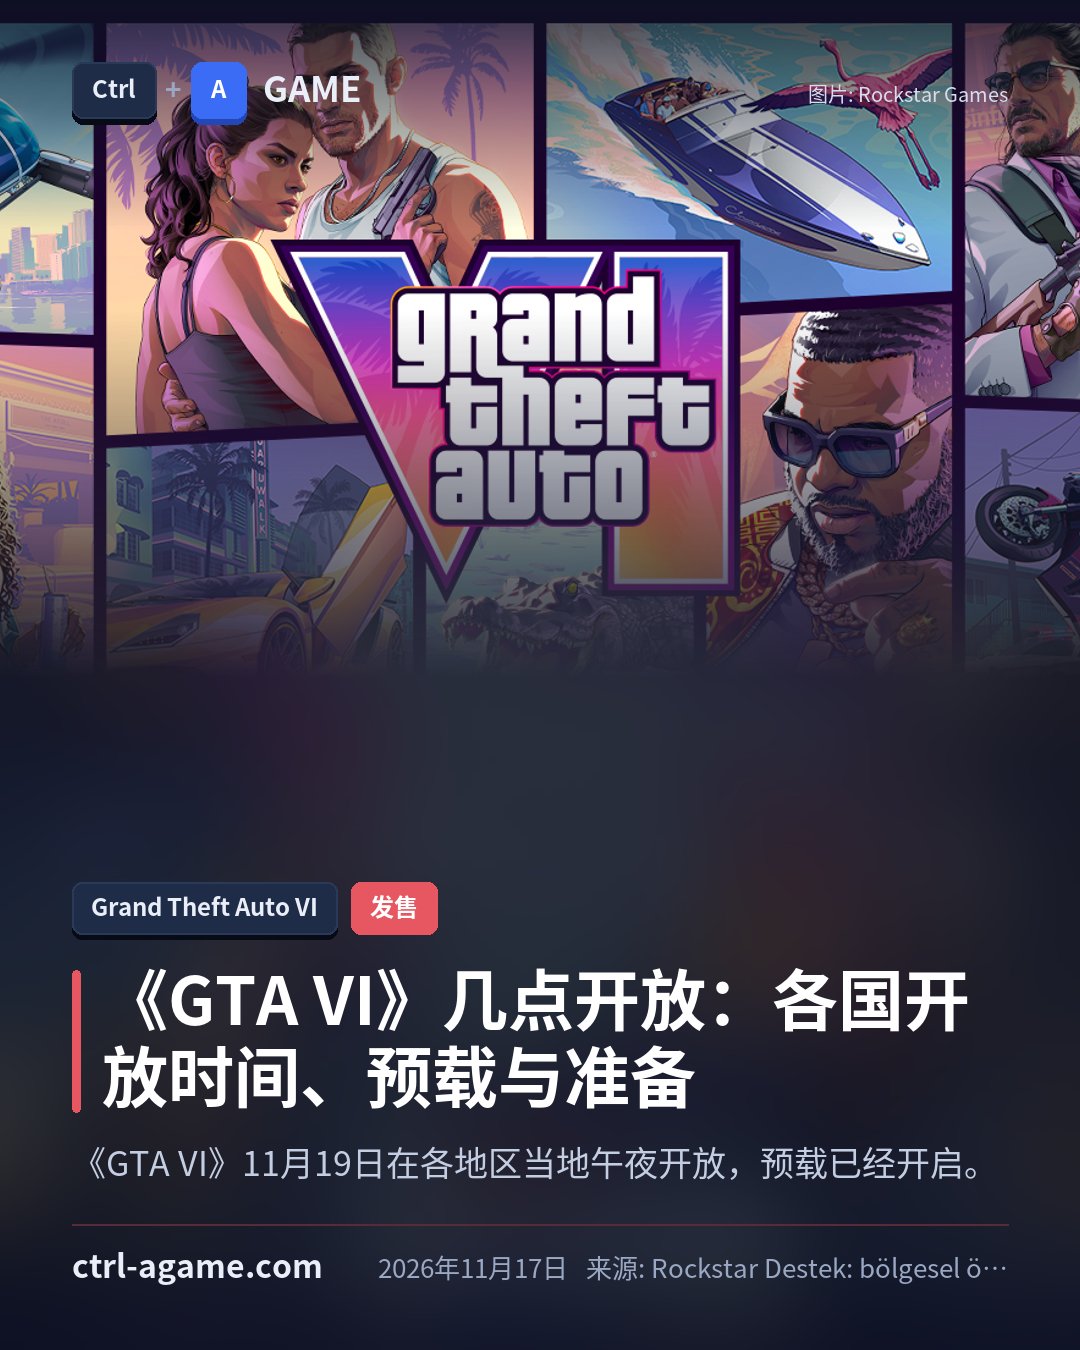 Ctrl + A GAME
图片: Rockstar Games
VI
grand
theft
auto
Grand Theft Auto VI
发售
《GTA VI》几点开放：各国开
放时间、预载与准备
《GTA VI》11月19日在各地区当地午夜开放，预载已经开启。
ctrl-agame.com
2026年11月17日 来源: Rockstar Destek: bölgesel ö…